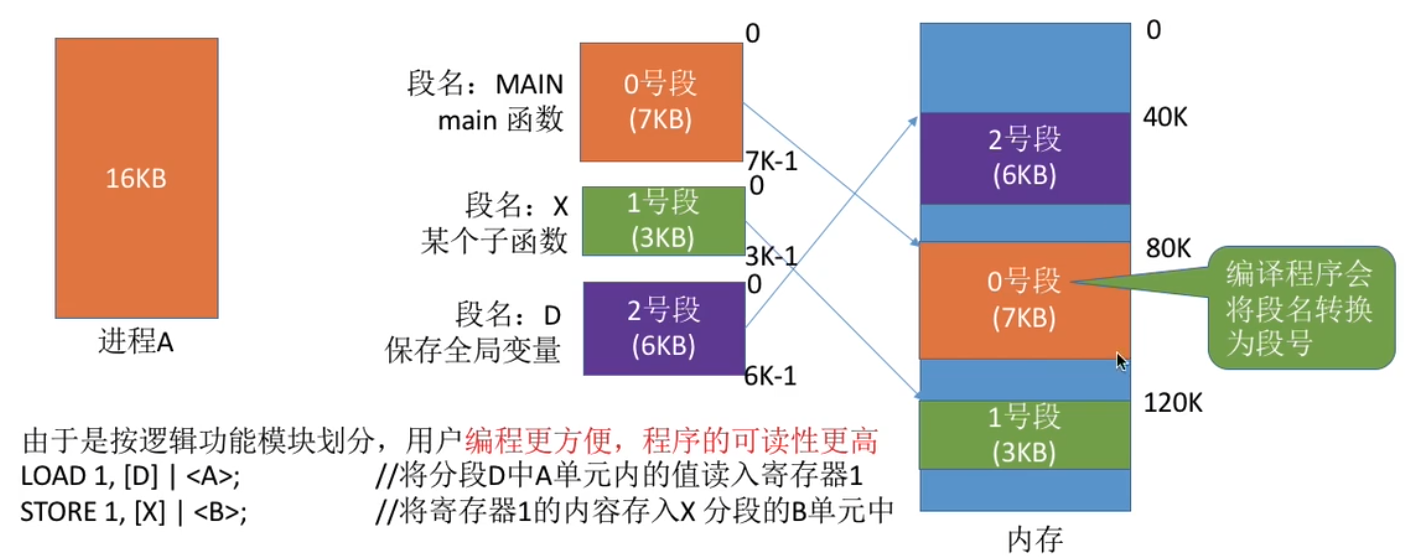 16KB
进程A
段名：MAIN
main 函数
0
0号段
(7KB)
7K-1
段名：X
某个子函数
0
1号段
(3KB)
3K-1
段名：D
保存全局变量
0
2号段
(6KB)
6K-1
0
40K
2号段
(6KB)
80K
0号段
(7KB)
120K
1号段
(3KB)
内存
编译程序会
将段名转换
为段号
由于是按逻辑功能模块划分，用户编程更方便，程序的可读性更高
LOAD 1, [D] | <A>; //将分段D中A单元内的值读入寄存器1
STORE 1, [X] | <B>; //将寄存器1的内容存入X 分段的B单元中